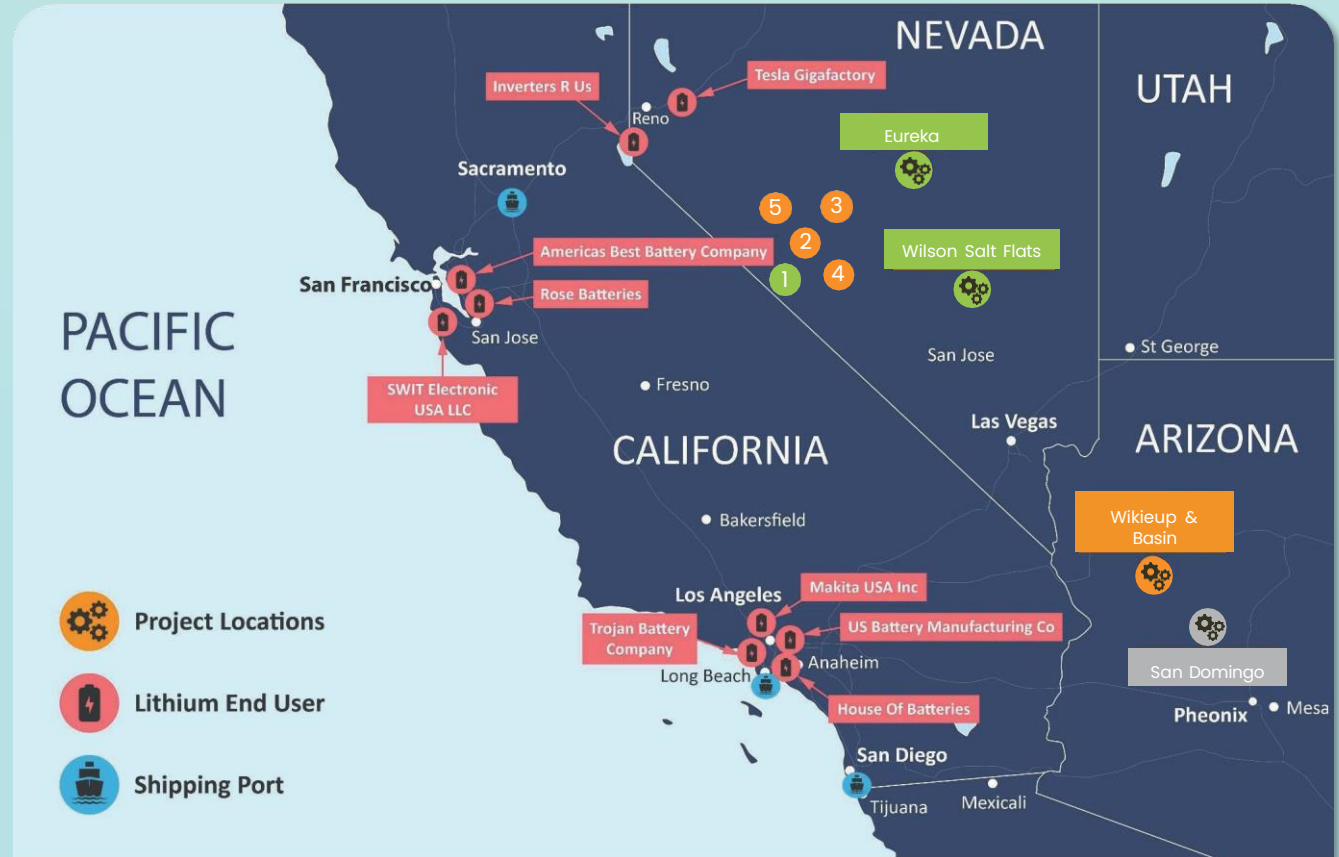 NEVADA
UTAH
Tesla Gigafactory
Inverters R Us
Reno
Eureka
Sacramento
5
3
2
Wilson Salt Flats
Americas Best Battery Company
1
4
San Francisco
Rose Batteries
PACIFIC
OCEAN
San Jose
San Jose
St George
SWIT Electronic
USA LLC
Fresno
Las Vegas
CALIFORNIA
ARIZONA
Bakersfield
Wikieup &
Basin
Los Angeles
Makita USA Inc
Project Locations
Trojan Battery
Company
US Battery Manufacturing Co
Anaheim
Long Beach
San Domingo
Lithium End User
House Of Batteries
Pheonix
Mesa
San Diego
Shipping Port
Tijuana
Mexicali